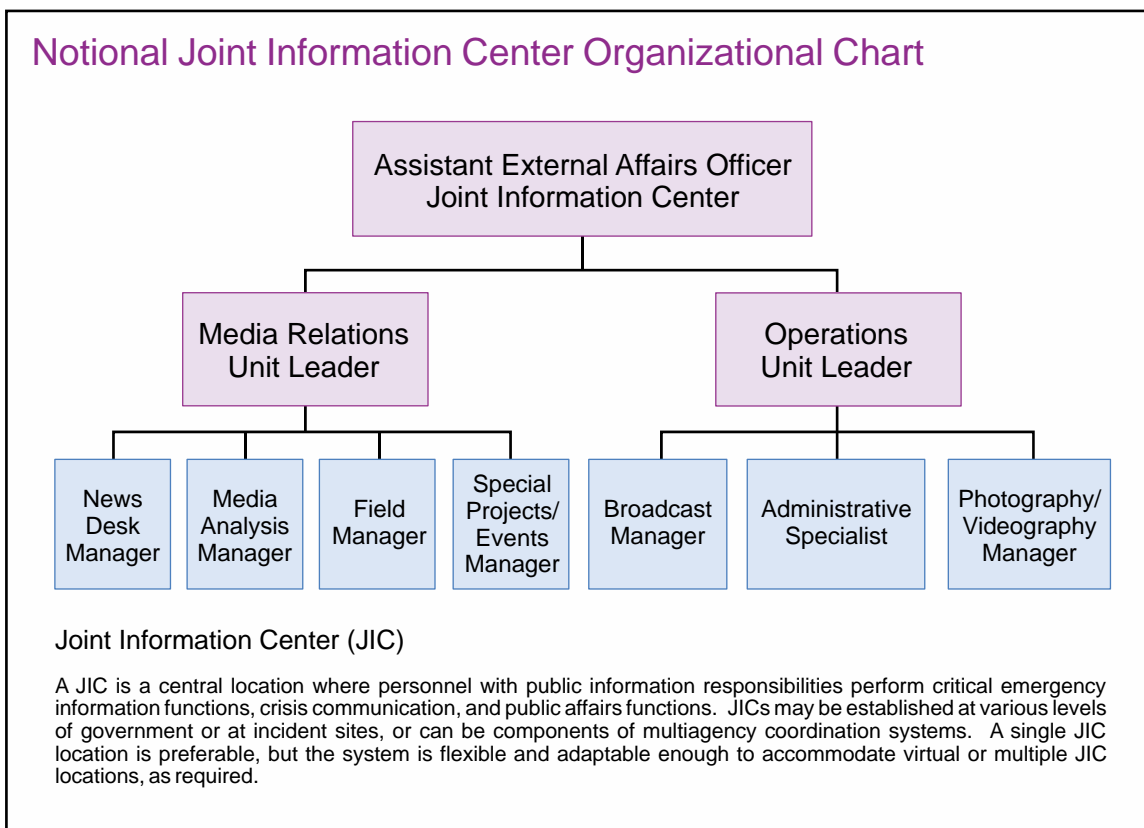 Notional Joint Information Center Organizational Chart
Assistant External Affairs Officer
Joint Information Center
Media Relations
Unit Leader
Operations
Unit Leader
News
Desk
Manager
Media
Analysis
Manager
Field
Manager
Special
Projects/
Events
Manager
Broadcast
Manager
Administrative
Specialist
Photography/
Videography
Manager
Joint Information Center (JIC)
A JIC is a central location where personnel with public information responsibilities perform critical emergency
information functions, crisis communication, and public affairs functions.  JICs may be established at various levels
of government or at incident sites, or can be components of multiagency coordination systems.  A single JIC
location is preferable, but the system is flexible and adaptable enough to accommodate virtual or multiple JIC
locations, as required.